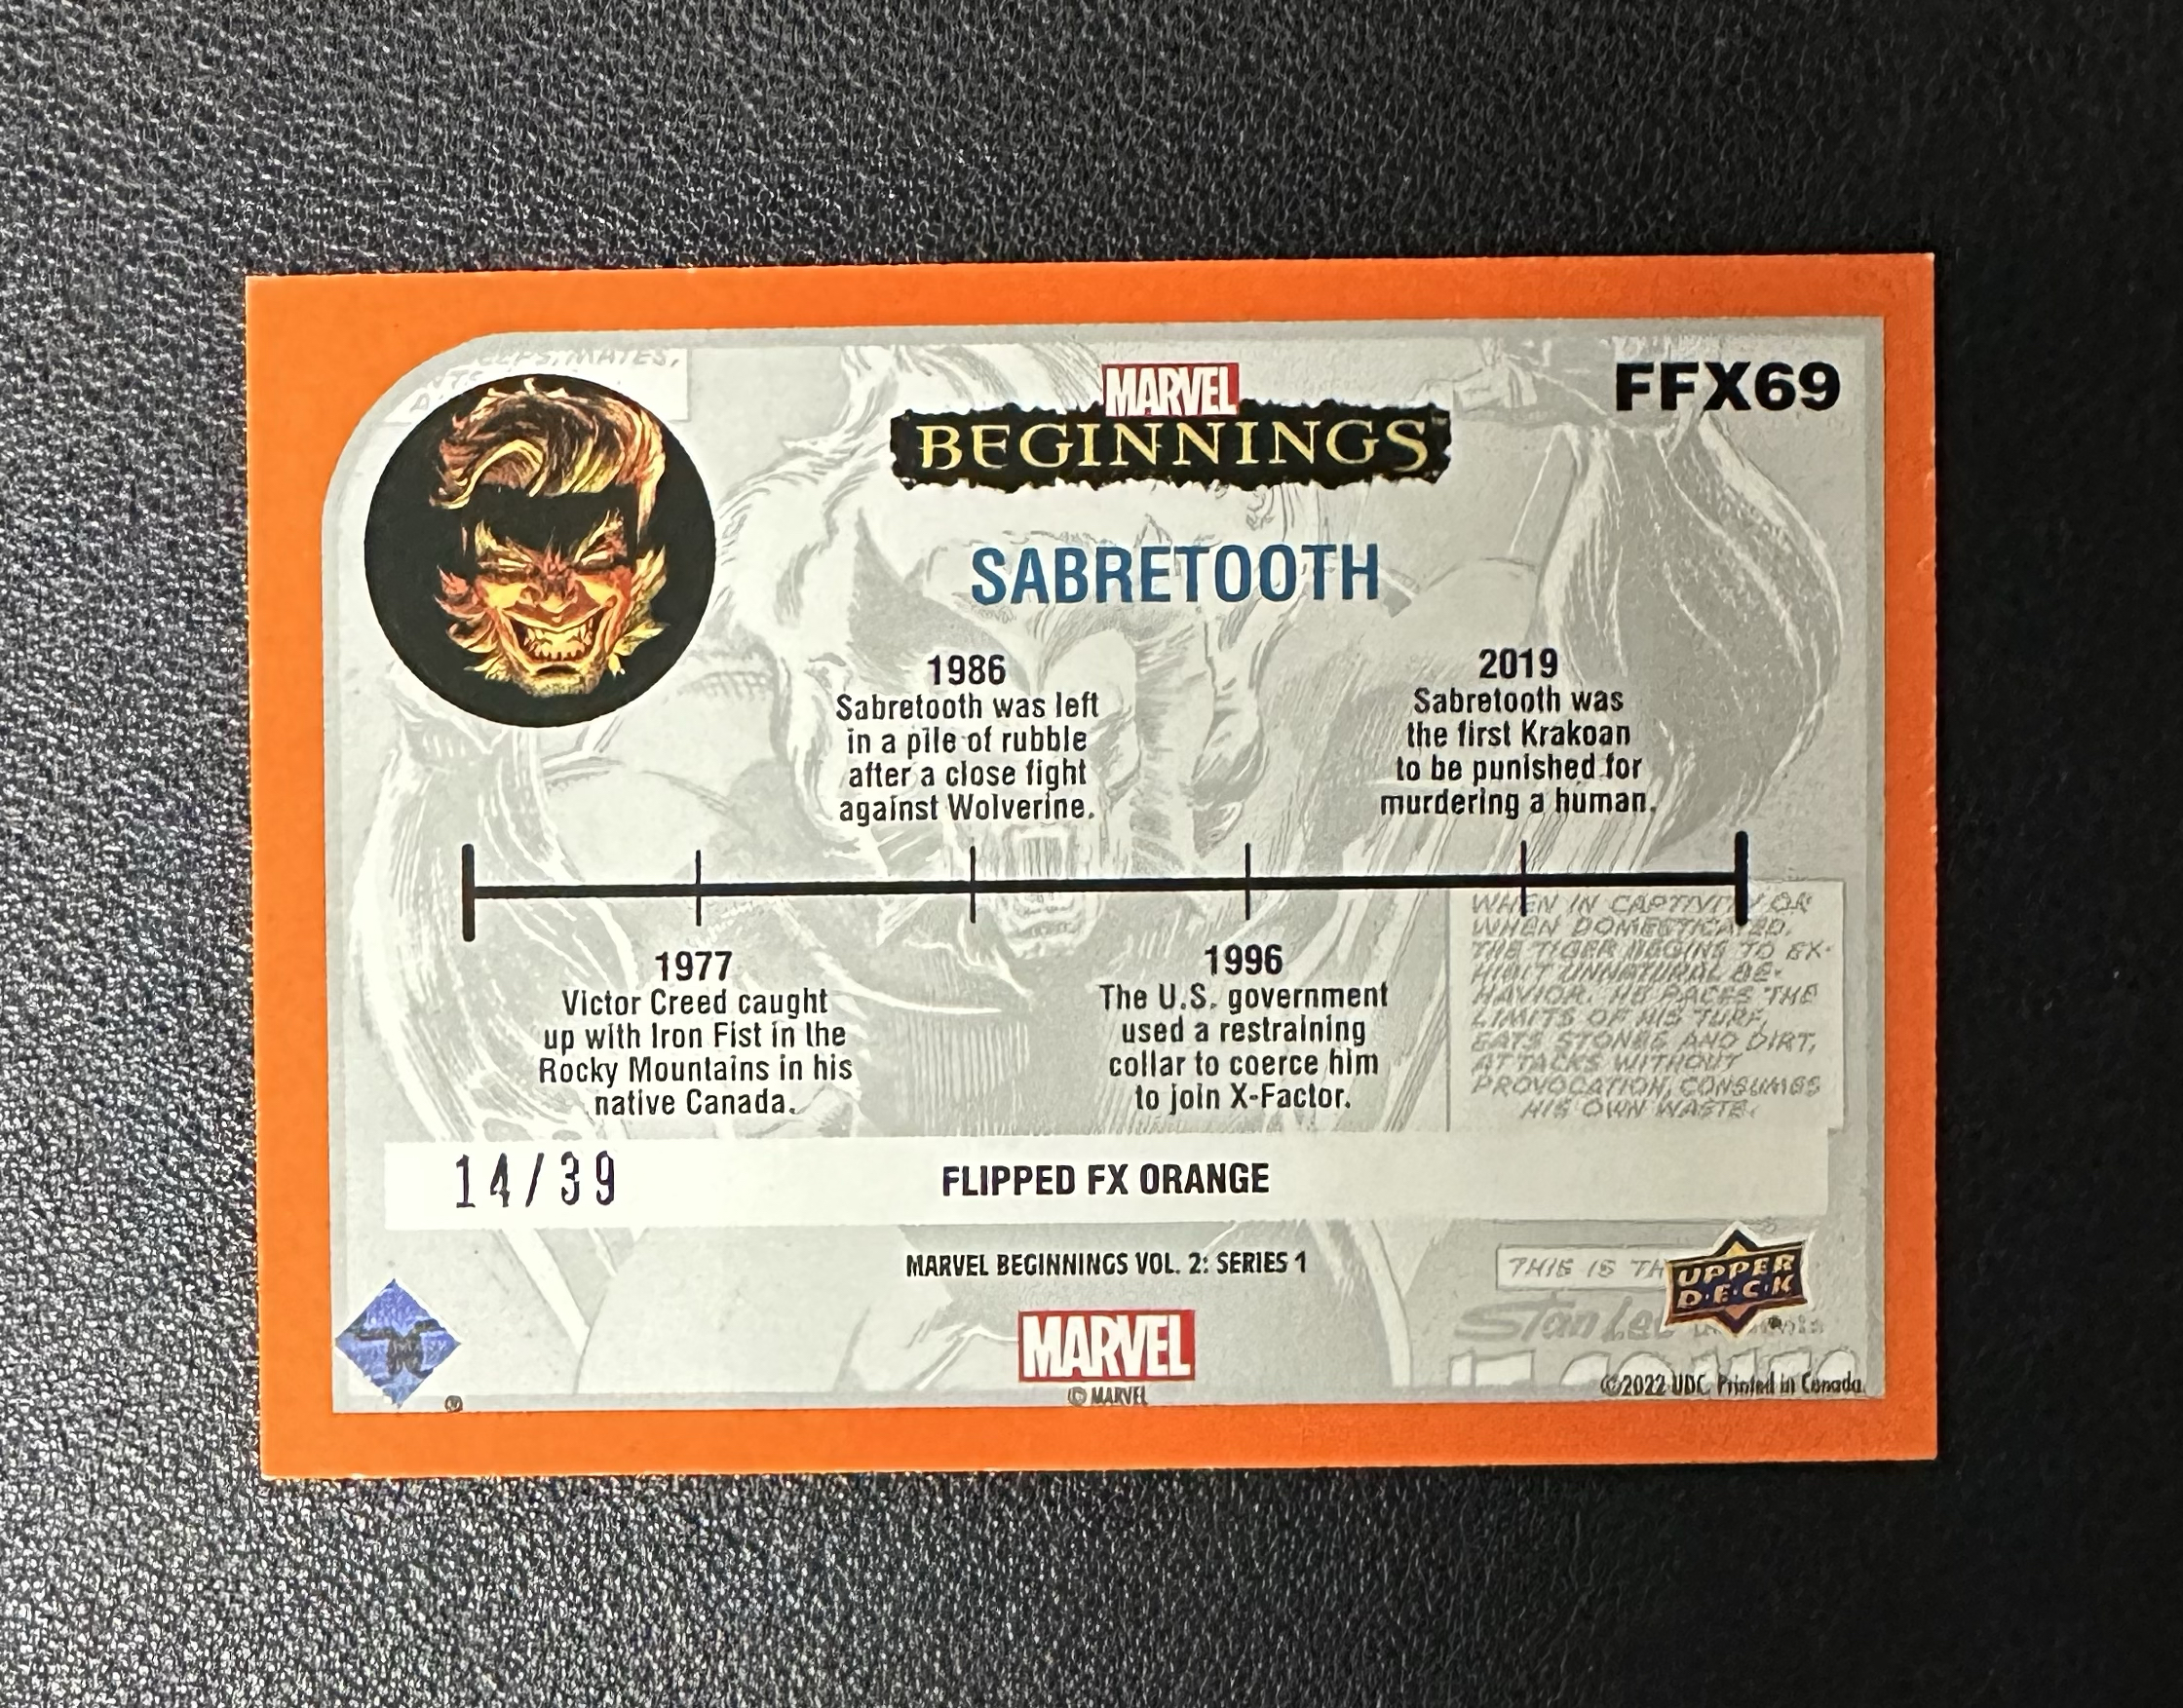 MARVEL
BEGINNINGS
FFX69
SABRETOOTH
1986
Sabretooth was left
in a pile of rubble
after a close fight
against Wolverine.
2019
Sabretooth was
the first Krakoan
to be punished for
murdering a human.
1977
Victor Creed caught
up with Iron Fist in the
Rocky Mountains in his
native Canada.
1996
The U.S. government
used a restraining
collar to coerce him
to join X-Factor.
WHEN IN CAPTIVITY OR
WHEN DOMESTICATED,
THE TIGER BEGINS TO EX-
HIBIT UNNATURAL BE-
HAVIOR. HE PACES THE
LIMITS OF HIS TURF,
EATS STONES AND DIRT,
ATTACKS WITHOUT
PROVOCATION, CONSUMES
HIS OWN WASTE.
14/39
FLIPPED FX ORANGE
MARVEL BEGINNINGS VOL. 2: SERIES 1
THIS IS
UPPER
D•E•C•K
Stan Lee
MARVEL
© MARVEL
©2022 UDC Printed in Canada